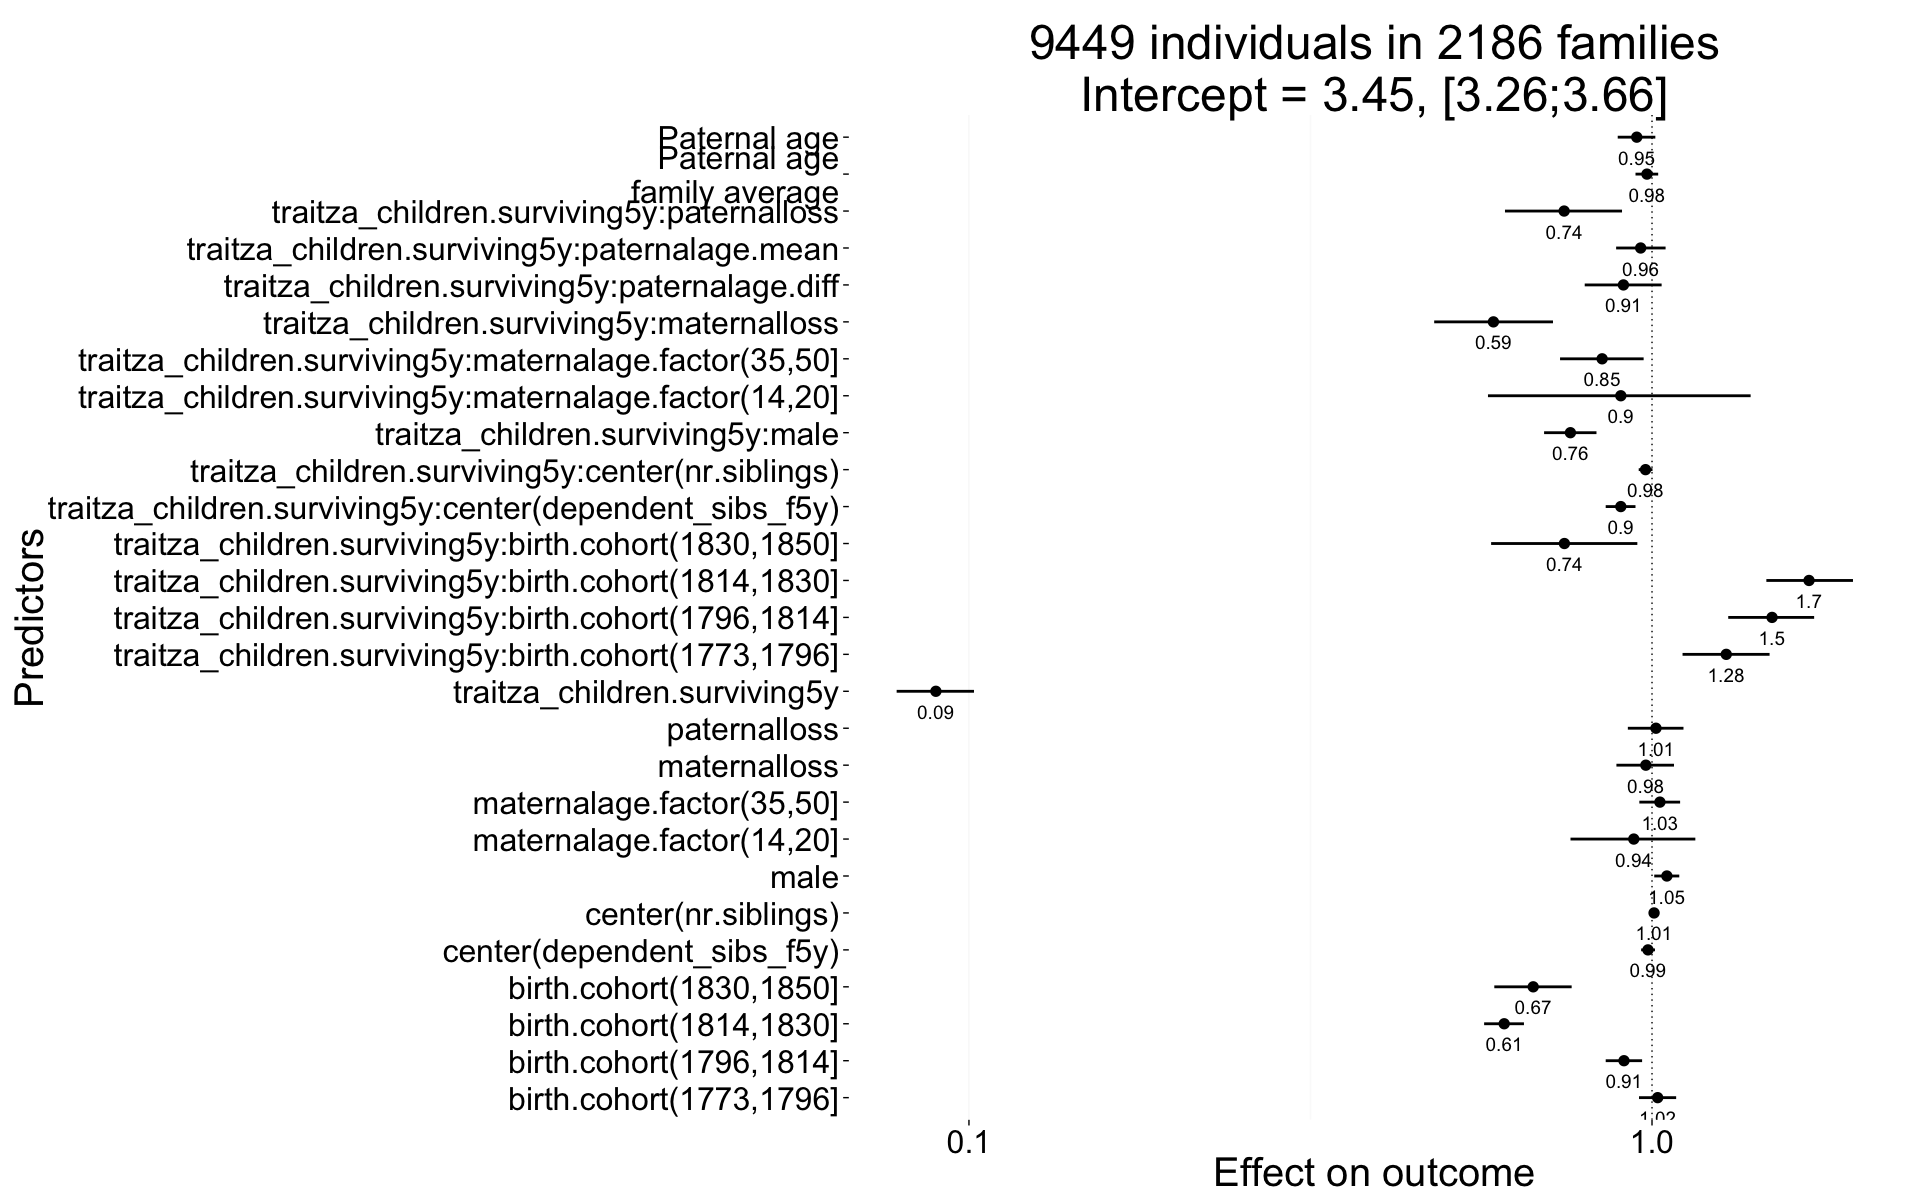 9449 individuals in 2186 families
Intercept = 3.45, [3.26;3.66]
Predictors
Paternal age
0.95
Paternal age
family average
0.98
traitza_children.surviving5y:paternalloss
0.74
traitza_children.surviving5y:paternalage.mean
0.96
traitza_children.surviving5y:paternalage.diff
0.91
traitza_children.surviving5y:maternalloss
0.59
traitza_children.surviving5y:maternalage.factor(35,50]
0.85
traitza_children.surviving5y:maternalage.factor(14,20]
0.9
traitza_children.surviving5y:male
0.76
traitza_children.surviving5y:center(nr.siblings)
0.98
traitza_children.surviving5y:center(dependent_sibs_f5y)
0.9
traitza_children.surviving5y:birth.cohort(1830,1850]
0.74
traitza_children.surviving5y:birth.cohort(1814,1830]
1.7
traitza_children.surviving5y:birth.cohort(1796,1814]
1.5
traitza_children.surviving5y:birth.cohort(1773,1796]
1.28
traitza_children.surviving5y
0.09
paternalloss
1.01
maternalloss
0.98
maternalage.factor(35,50]
1.03
maternalage.factor(14,20]
0.94
male
1.05
center(nr.siblings)
1.01
center(dependent_sibs_f5y)
0.99
birth.cohort(1830,1850]
0.67
birth.cohort(1814,1830]
0.61
birth.cohort(1796,1814]
0.91
birth.cohort(1773,1796]
1.02
0.1
1.0
Effect on outcome